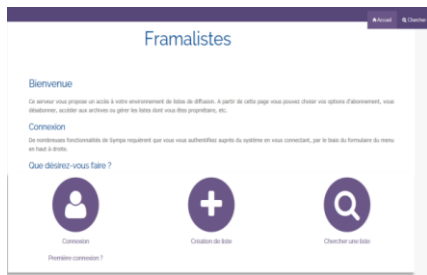 Accueil Chercher
Framalistes
Bienvenue
Ce serveur vous propose un accès à votre environnement de listes de diffusion. A partir de cette page vous pouvez choisir vos options d'abonnement, vous
désabonner, accéder aux archives ou gérer les listes dont vous êtes propriétaire, etc.
Connexion
De nombreuses fonctionnalités de Sympa requièrent que vous vous authentifiez auprès du système en vous connectant, par le biais du formulaire du menu
en haut à droite.
Que désirez-vous faire ?
Connexion Création de liste Chercher une liste
Première connexion ?